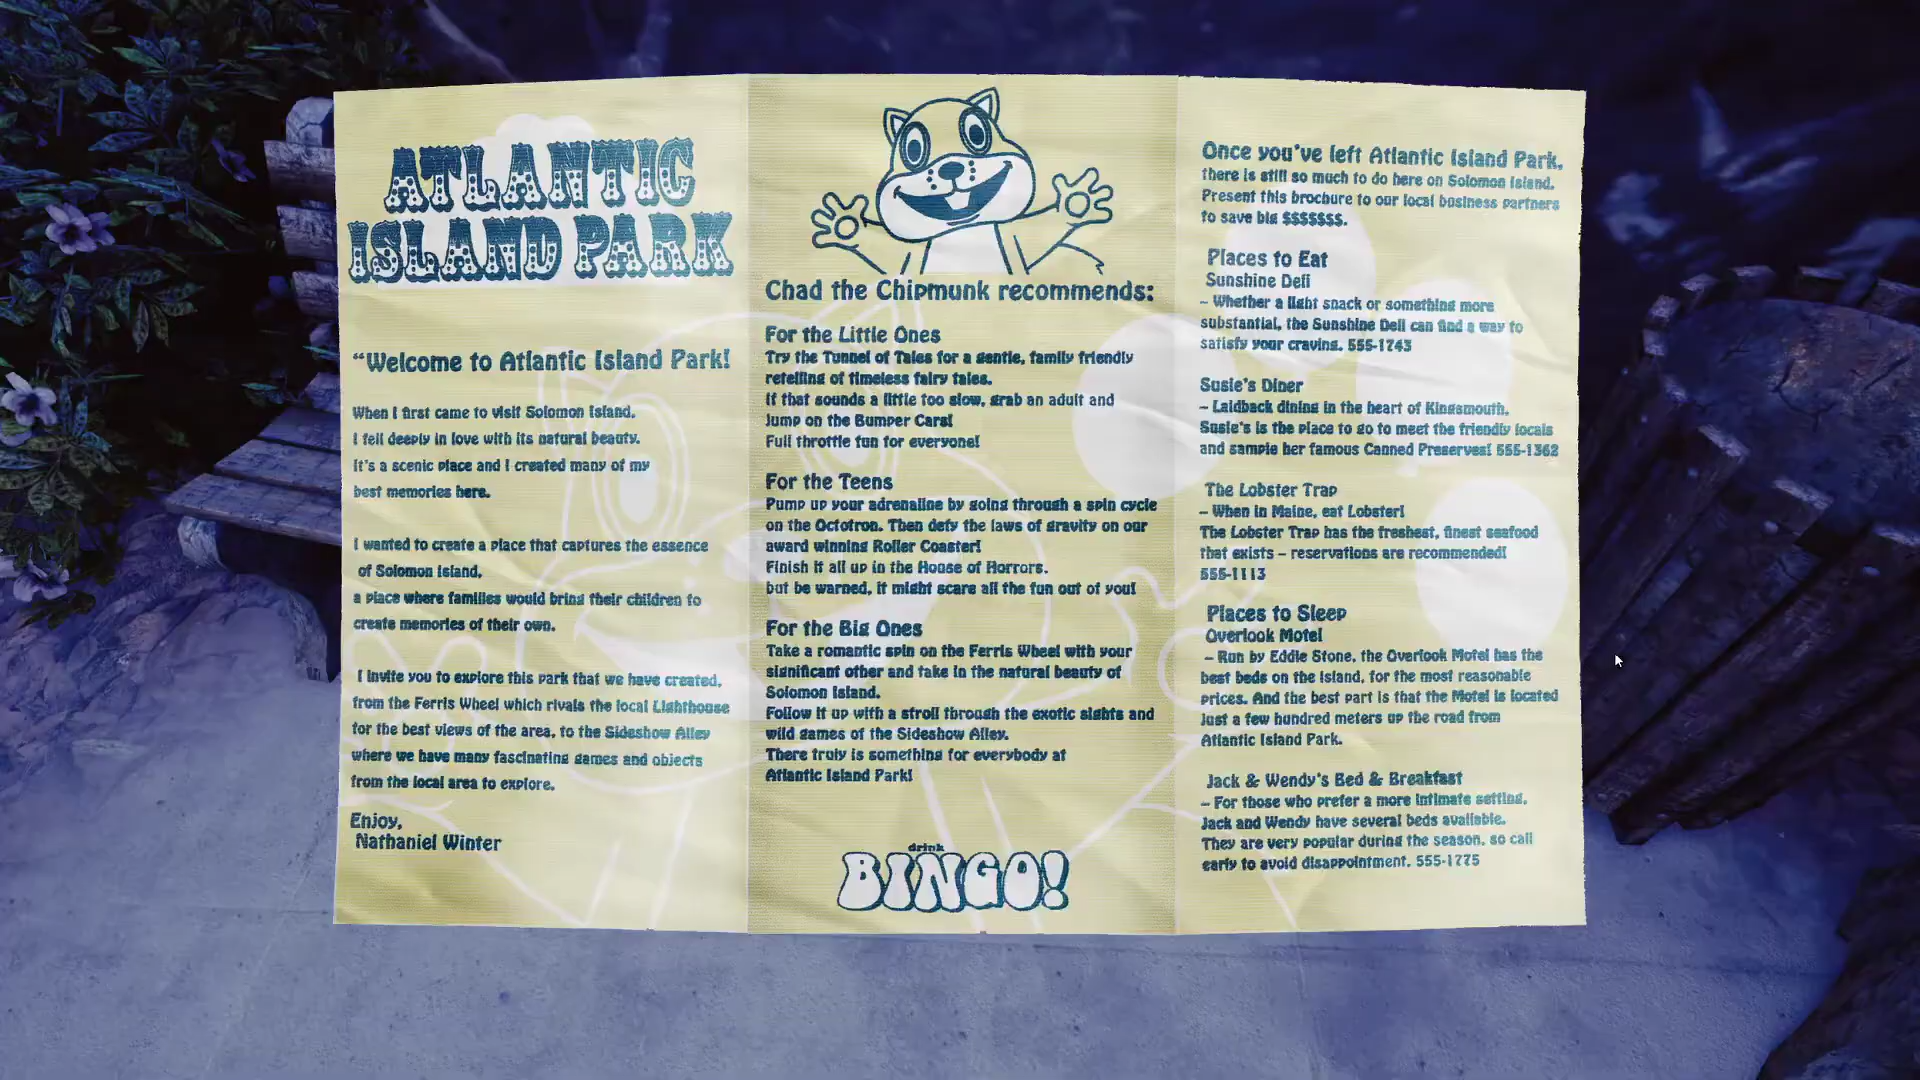 ATLANTIC
ISLAND PARK
“Welcome to Atlantic Island Park!
When I first came to visit Solomon Island,
I fell deeply in love with its natural beauty.
It's a scenic place and I created many of my
best memories here.
I wanted to create a place that captures the essence
of Solomon Island,
a place where families would bring their children to
create memories of their own.
I invite you to explore this park that we have created,
from the Ferris Wheel which rivals the local Lighthouse
for the best views of the area, to the Sideshow Alley
where we have many fascinating games and objects
from the local area to explore.
Enjoy,
Nathaniel Winter
Chad the Chipmunk recommends:
For the Little Ones
Try the Tunnel of Tales for a gentle, family friendly
retelling of timeless fairy tales.
If that sounds a little too slow, grab an adult and
jump on the Bumper Cars!
Full throttle fun for everyone!
For the Teens
Pump up your adrenaline by going through a spin cycle
on the Octotron. Then defy the laws of gravity on our
award winning Roller Coaster!
Finish it all up in the House of Horrors,
but be warned, it might scare all the fun out of you!
For the Big Ones
Take a romantic spin on the Ferris Wheel with your
significant other and take in the natural beauty of
Solomon Island.
Follow it up with a stroll through the exotic sights and
wild games of the Sideshow Alley.
There truly is something for everybody at
Atlantic Island Park!
drink
BINGO!
Once you've left Atlantic Island Park,
there is still so much to do here on Solomon Island.
Present this brochure to our local business partners
to save big $$$$$$$.
Places to Eat
Sunshine Deli
- Whether a light snack or something more
substantial, the Sunshine Deli can find a way to
satisfy your craving. 555-1743
Susie's Diner
- Laidback dining in the heart of Kingsmouth,
Susie's is the place to go to meet the friendly locals
and sample her famous Canned Preserves! 555-1362
The Lobster Trap
- When in Maine, eat Lobster!
The Lobster Trap has the freshest, finest seafood
that exists - reservations are recommended!
555-1113
Places to Sleep
Overlook Motel
- Run by Eddie Stone, the Overlook Motel has the
best beds on the island, for the most reasonable
prices. And the best part is that the Motel is located
just a few hundred meters up the road from
Atlantic Island Park.
Jack & Wendy's Bed & Breakfast
- For those who prefer a more intimate setting,
Jack and Wendy have several beds available.
They are very popular during the season, so call
early to avoid disappointment. 555-1775